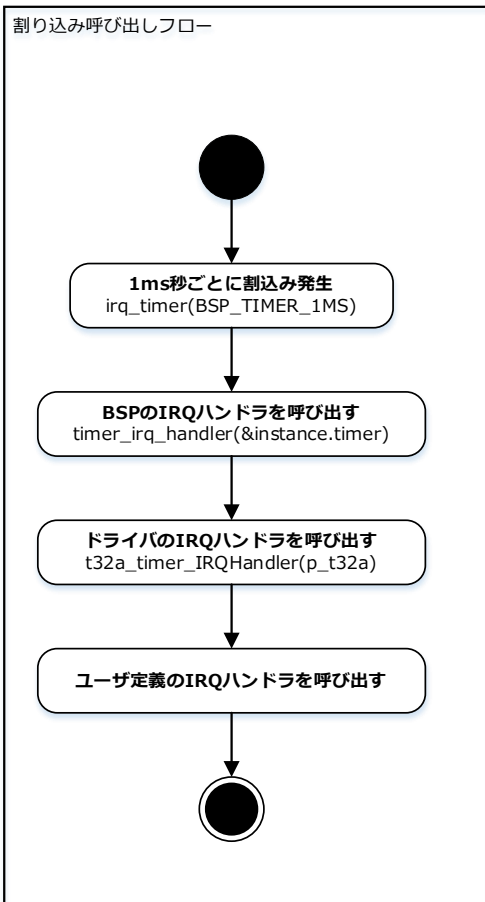 割り込み呼び出しフロー
1ms秒ごとに割込み発生
irq_timer(BSP_TIMER_1MS)
BSPのIRQハンドラを呼び出す
timer_irq_handler(&instance.timer)
ドライバのIRQハンドラを呼び出す
t32a_timer_IRQHandler(p_t32a)
ユーザ定義のIRQハンドラを呼び出す